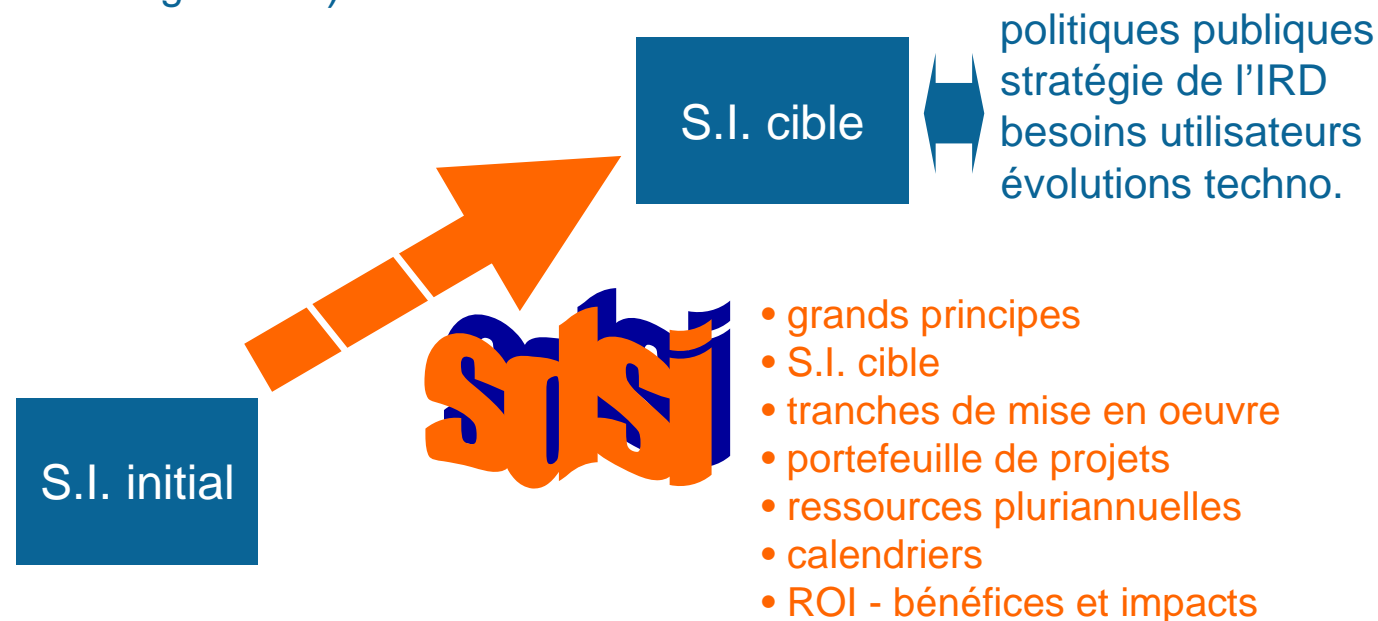 politiques publiques
stratégie de l'IRD
besoins utilisateurs
évolutions techno.
S.I. cible
sdsi
• grands principes
• S.I. cible
• tranches de mise en oeuvre
• portefeuille de projets
• ressources pluriannuelles
• calendriers
• ROI - bénéfices et impacts
S.I. initial